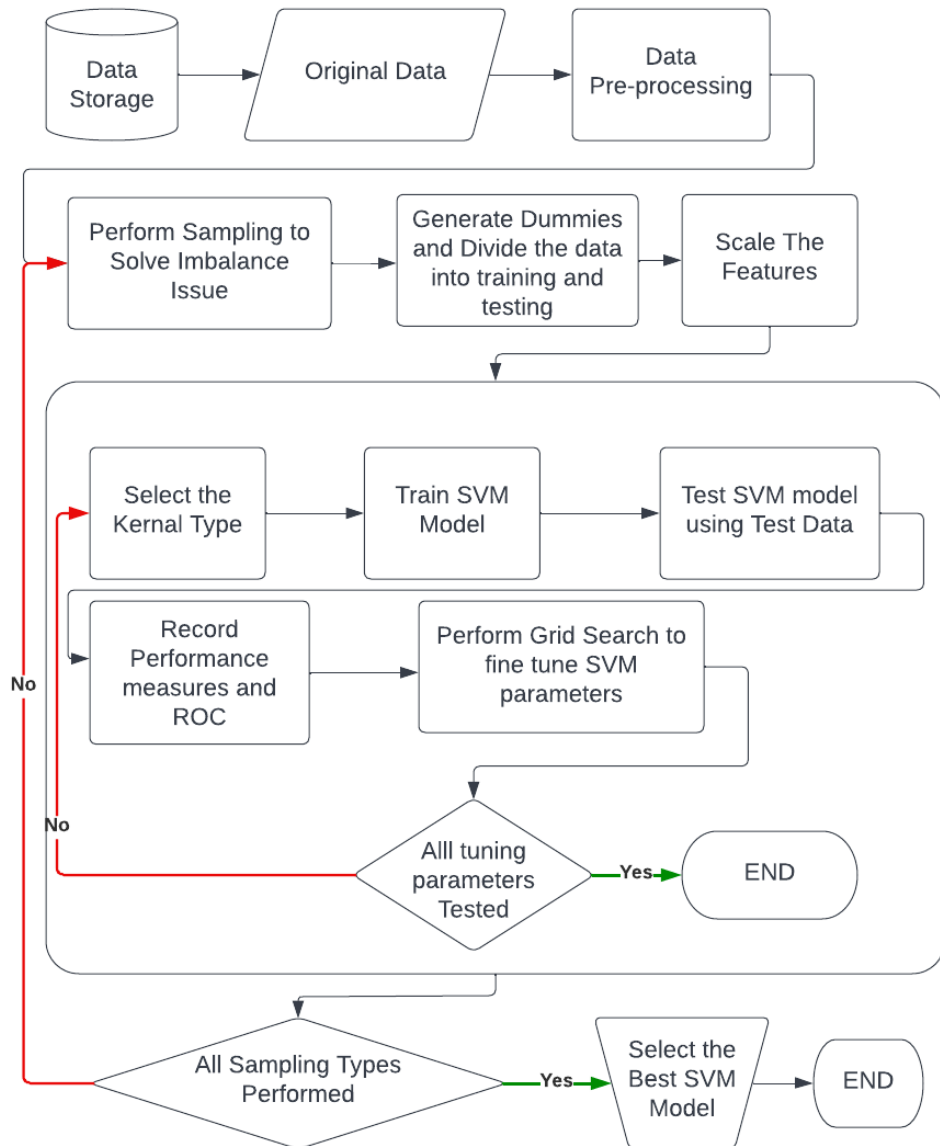 Data
Storage
Original Data
Data
Pre-processing
Perform Sampling to
Solve Imbalance
Issue
Generate Dummies
and Divide the data
into training and
testing
Scale The
Features
Select the
Kernal Type
Train SVM
Model
Test SVM model
using Test Data
Record
Performance
measures and
ROC
Perform Grid Search to
fine tune SVM
parameters
No
No
Alll tuning
parameters
Tested
Yes
END
All Sampling Types
Performed
Yes
Select the
Best SVM
Model
END